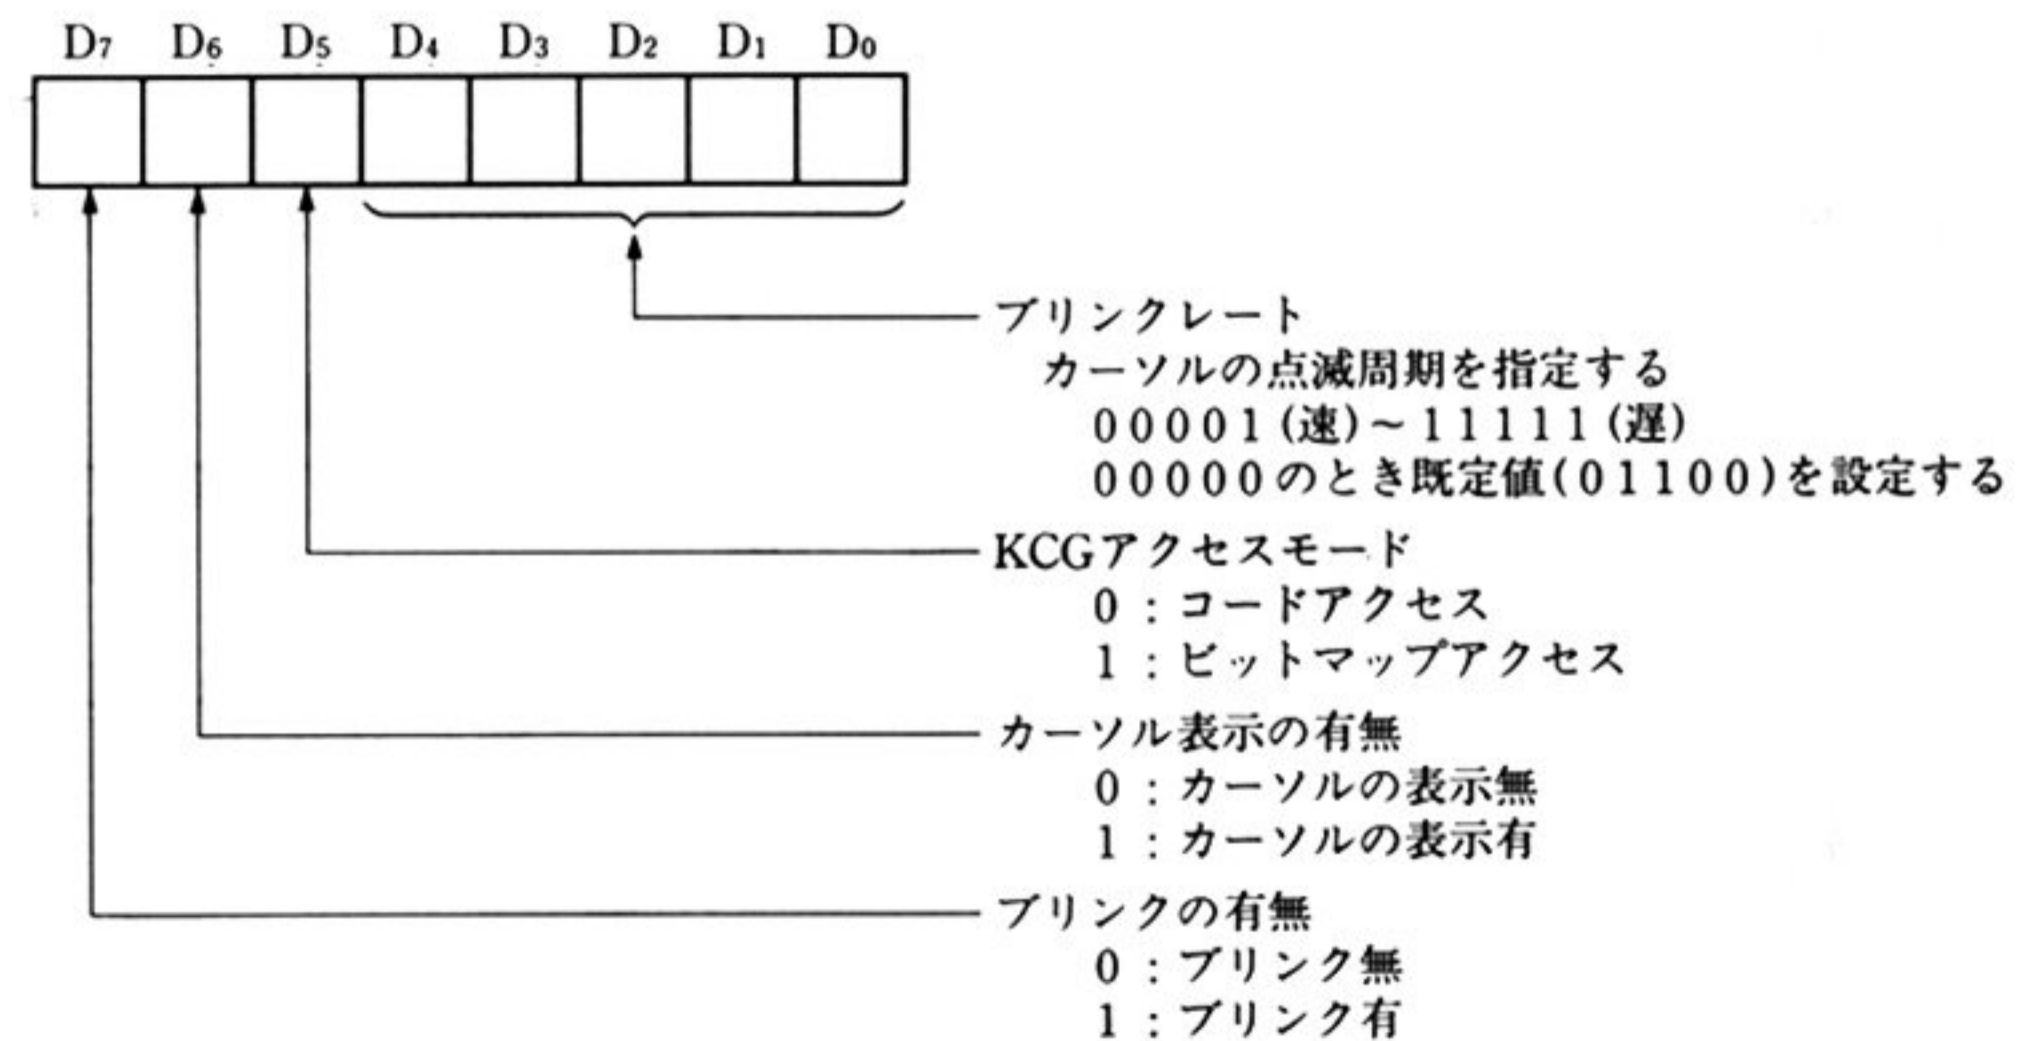 D7 D6 D5 D4 D3 D2 D1 D0
ブリンクレート
カーソルの点滅周期を指定する
00001(速)~11111(遅)
00000のとき既定値(01100)を設定する
KCGアクセスモード
0:コードアクセス
1:ビットマップアクセス
カーソル表示の有無
0:カーソルの表示無
1:カーソルの表示有
ブリンクの有無
0:ブリンク無
1:ブリンク有